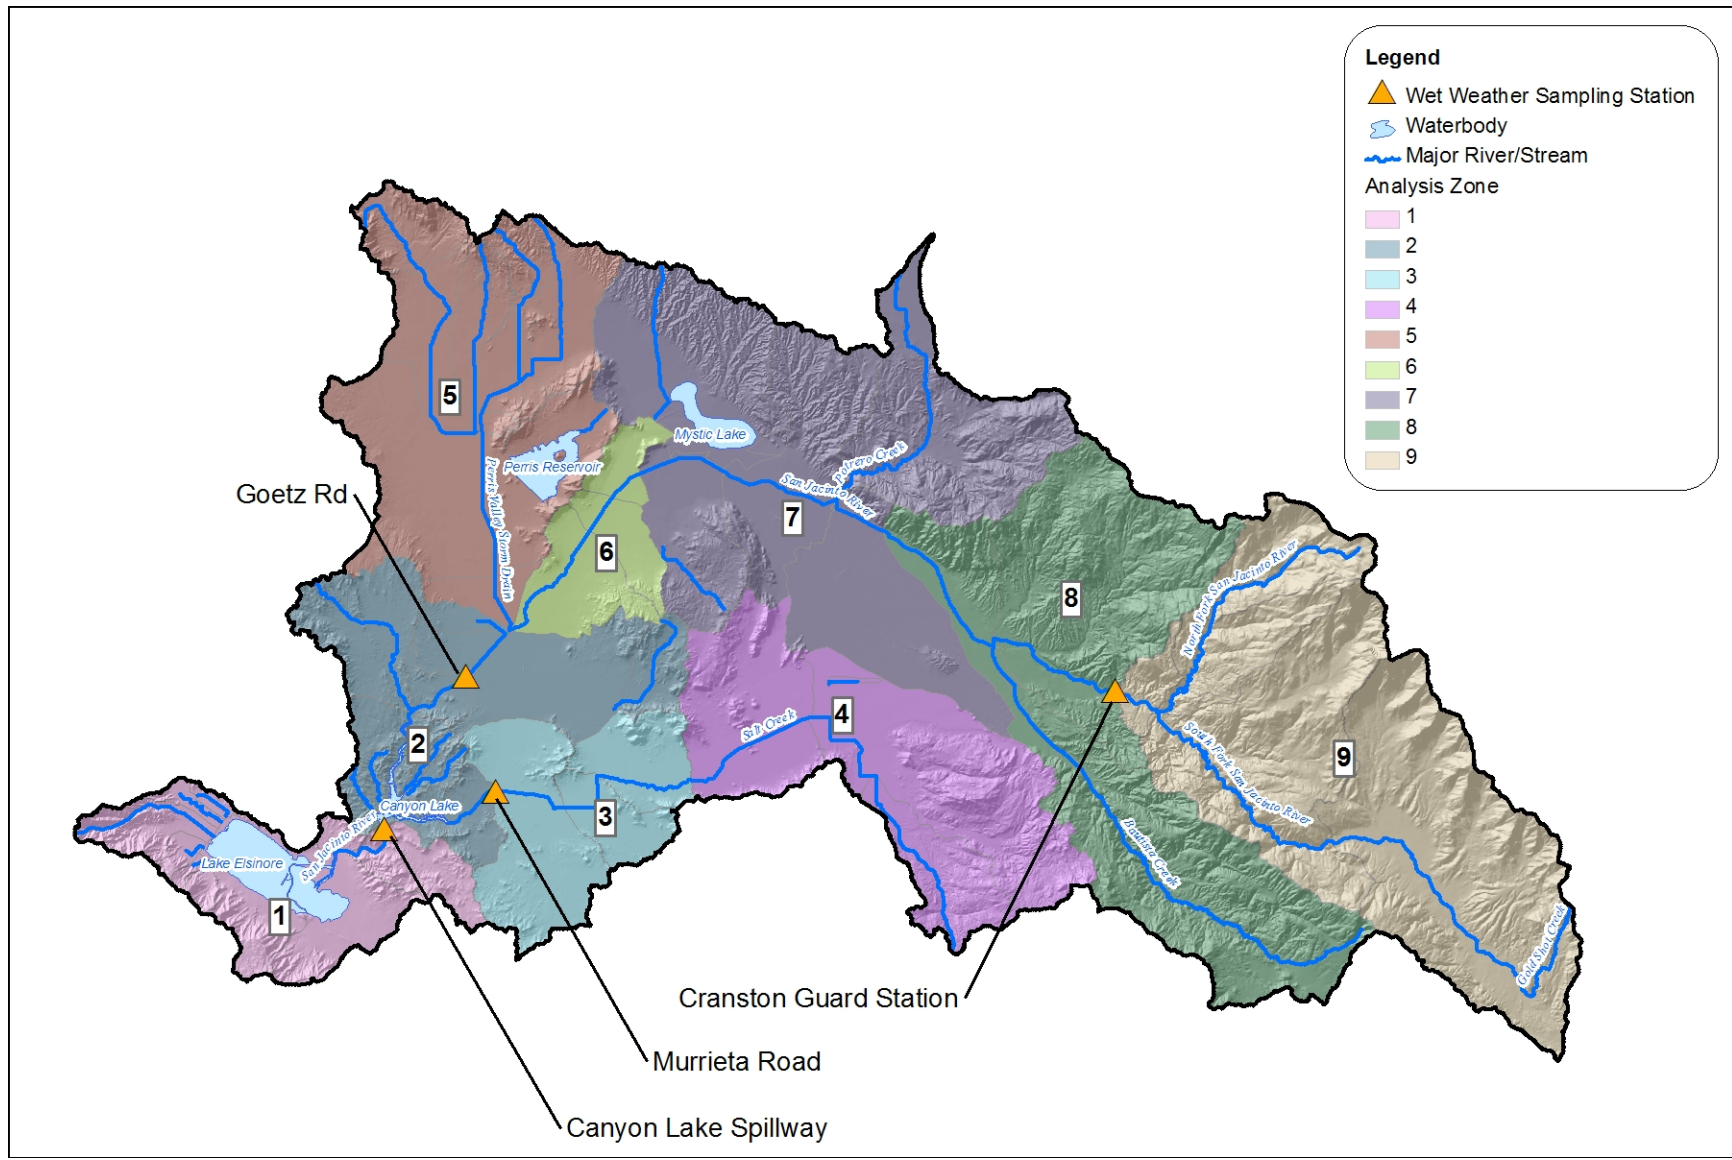 Legend
Wet Weather Sampling Station
Waterbody
Major River/Stream
Analysis Zone
1
2
3
4
5
6
7
8
9
5
Mystic Lake
Potrero Creek
Perris Reservoir
San Jacinto River
Goetz Rd
Perris Valley Storm Drain
7
6
North Fork San Jacinto River
8
4
Salt Creek
2
9
South Fork San Jacinto River
Canyon Lake
3
San Jacinto River
Lake Elsinore
Bautista Creek
1
Gold Shot Creek
Cranston Guard Station
Murrieta Road
Canyon Lake Spillway